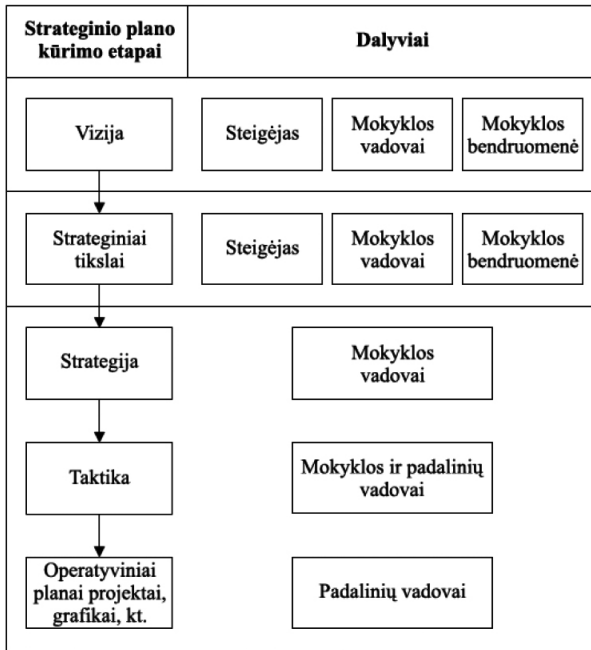 Strateginio plano
kūrimo etapai
Dalyviai
Vizija
Steigėjas
Mokyklos
vadovai
Mokyklos
bendruomenė
Strateginiai
tikslai
Steigėjas
Mokyklos
vadovai
Mokyklos
bendruomenė
Strategija
Mokyklos
vadovai
Taktika
Mokyklos ir padalinių
vadovai
Operatyviniai
planai projektai,
grafikai, kt.
Padalinių vadovai